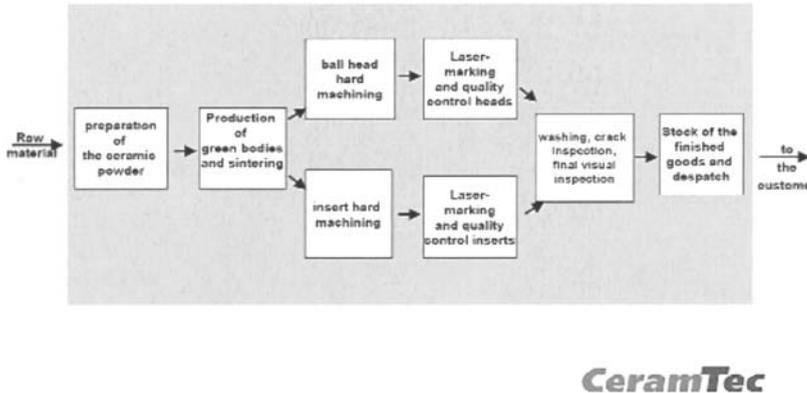 Raw
material
preparation
of
the ceramic
powder
Production
of
green bodies
and sintering
ball head
hard
machining
Laser-
marking
and quality
control heads
insert hard
machining
Laser-
marking
and quality
control inserts
washing, crack
inspection,
final visual
inspection
Stock of the
finished
goods and
despatch
to
the
custome
CeramTec